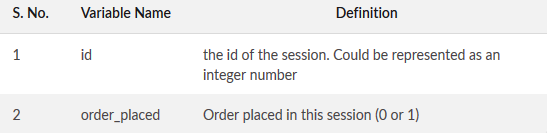 S. No. Variable Name Definition
1 id the id of the session. Could be represented as an
integer number
2 order_placed Order placed in this session (0 or 1)